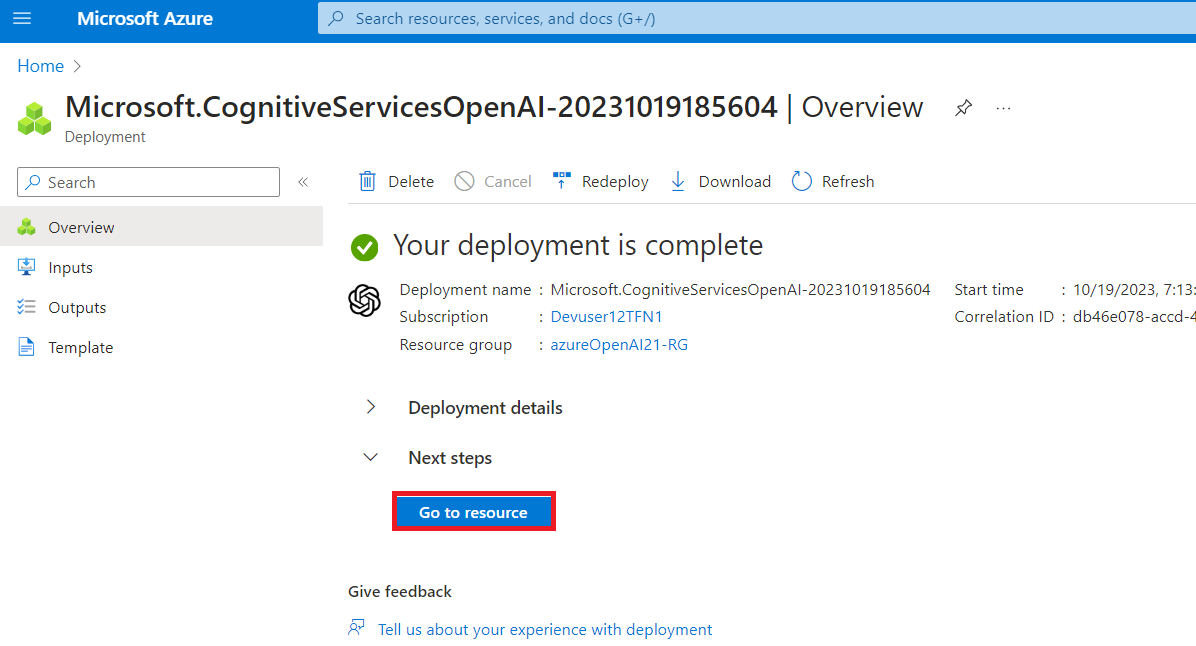 Microsoft Azure
Search resources, services, and docs (G+/)
Home
Microsoft.CognitiveServicesOpenAI-20231019185604 | Overview
Deployment
Search
Delete
Cancel
Redeploy
Download
Refresh
Overview
Inputs
Outputs
Template
Your deployment is complete
Deployment name : Microsoft.CognitiveServicesOpenAI-20231019185604
Subscription : Devuser12TFN1
Resource group : azureOpenAI21-RG
Start time : 10/19/2023, 7:13:
Correlation ID : db46e078-accd-4
Deployment details
Next steps
Go to resource
Give feedback
Tell us about your experience with deployment